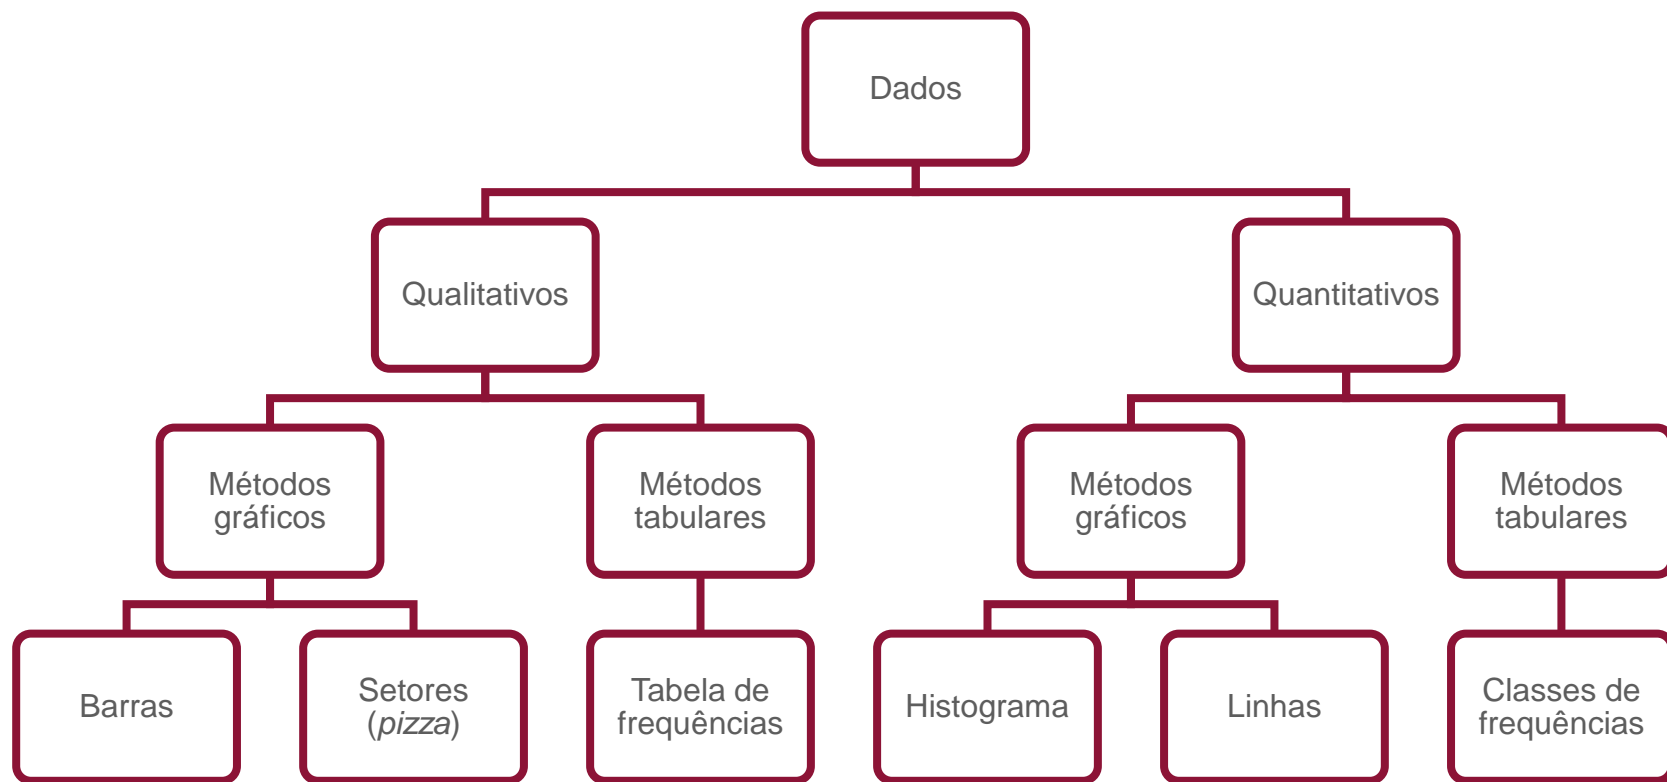 Dados
Qualitativos
Quantitativos
Métodos
gráficos
Métodos
tabulares
Métodos
gráficos
Métodos
tabulares
Barras
Setores
(pizza)
Tabela de
frequências
Histograma
Linhas
Classes de
frequências